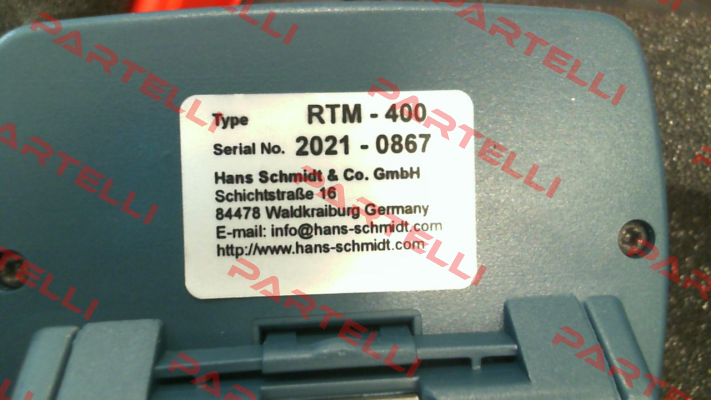 Type RTM - 400
Serial No. 2021 - 0867
Hans Schmidt & Co. GmbH
Schichtstraße 16
84478 Waldkraiburg Germany
E-mail: info@hans-schmidt.com
http://www.hans-schmidt.com
PARTELLI
PARTELLI
PARTELLI
PARTELLI
PARTELLI
PARTELLI
PARTELLI
PARTELLI